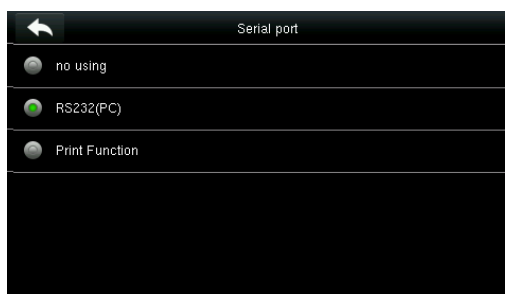 Serial port
no using
RS232(PC)
Print Function